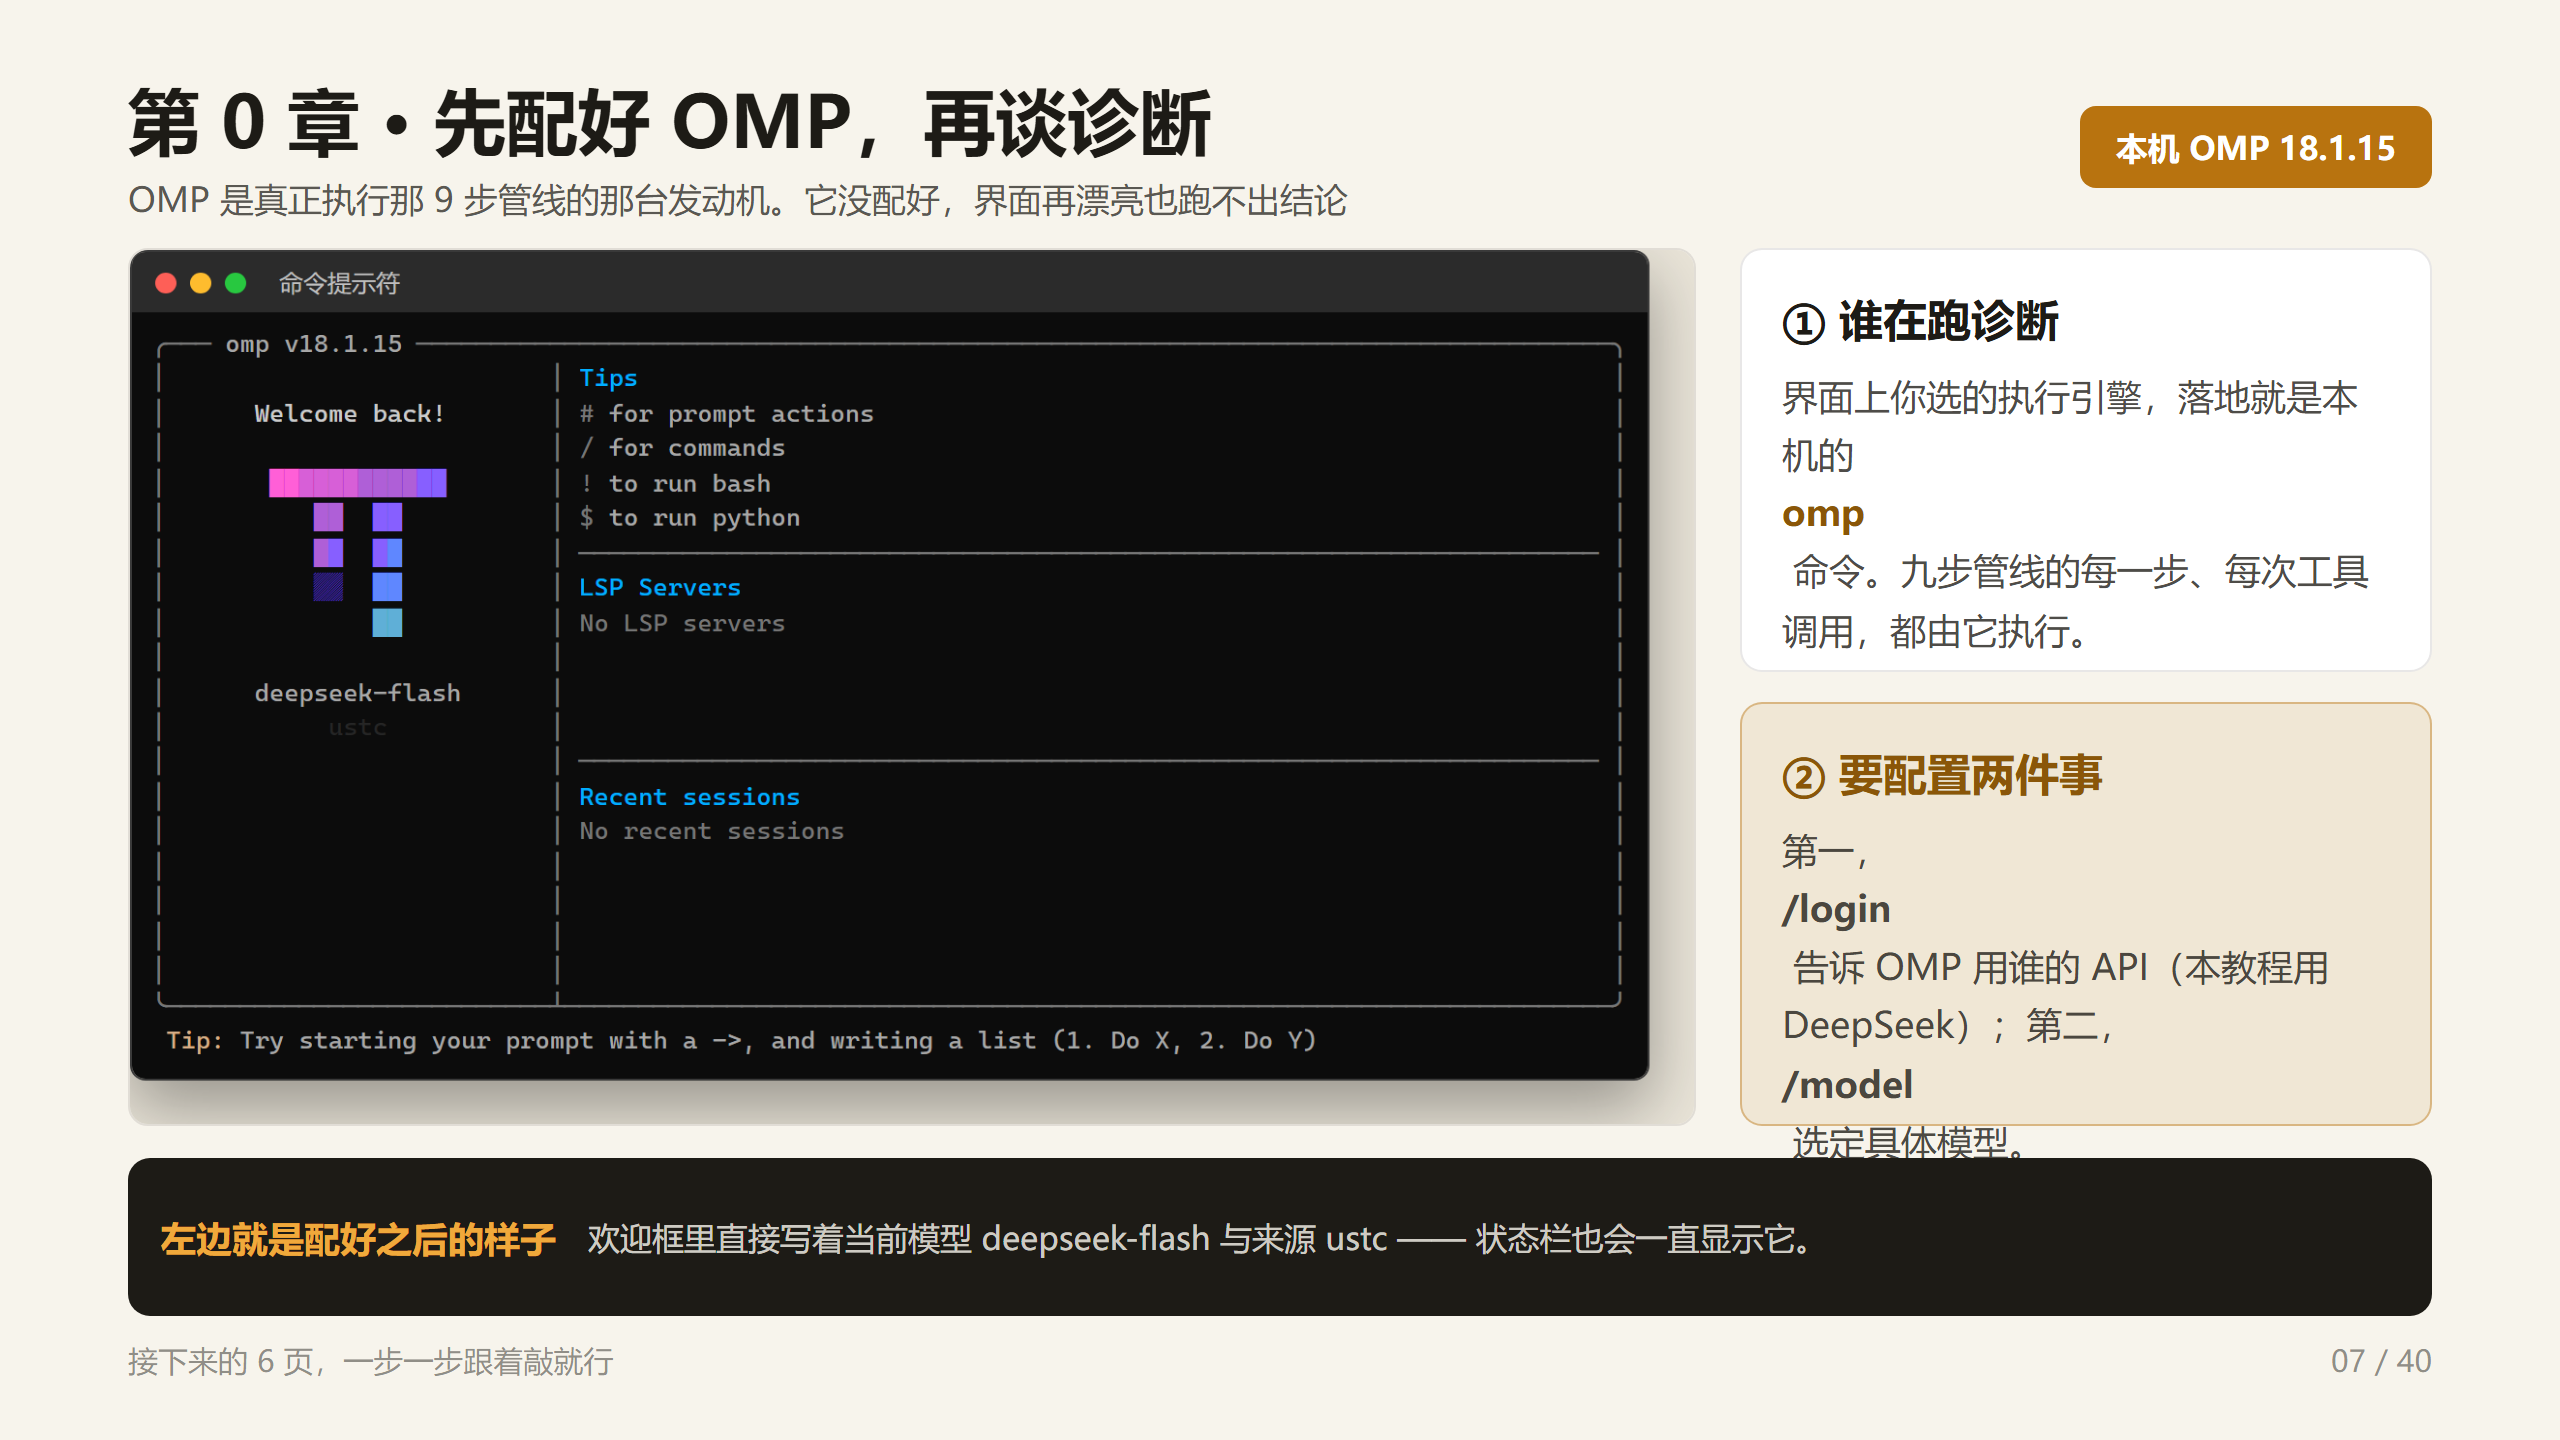 第 0 章 · 先配好 OMP，再谈诊断
OMP 是真正执行那 9 步管线的那台发动机。它没配好，界面再漂亮也跑不出结论
本机 OMP 18.1.15
命令提示符
omp v18.1.15
Welcome back!
deepseek-flash
ustc
Tips
# for prompt actions
/ for commands
! to run bash
$ to run python
LSP Servers
No LSP servers
Recent sessions
No recent sessions
Tip: Try starting your prompt with a ->, and writing a list (1. Do X, 2. Do Y)
① 谁在跑诊断
界面上你选的执行引擎，落地就是本
机的
omp
命令。九步管线的每一步、每次工具
调用，都由它执行。
② 要配置两件事
第一，
/login
告诉 OMP 用谁的 API（本教程用
DeepSeek）；第二，
/model
选定具体模型。
左边就是配好之后的样子 欢迎框里直接写着当前模型 deepseek-flash 与来源 ustc —— 状态栏也会一直显示它。
接下来的 6 页，一步一步跟着敲就行
07 / 40